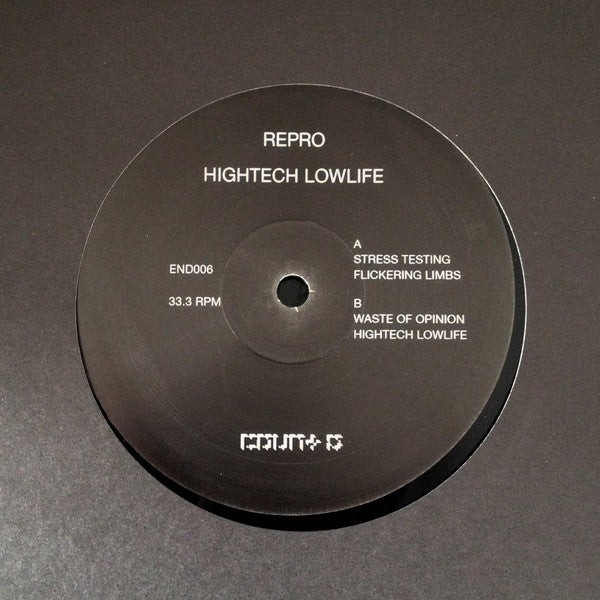 REPRO
HIGHTECH LOWLIFE
END006
33.3 RPM
A
STRESS TESTING
FLICKERING LIMBS
B
WASTE OF OPINION
HIGHTECH LOWLIFE